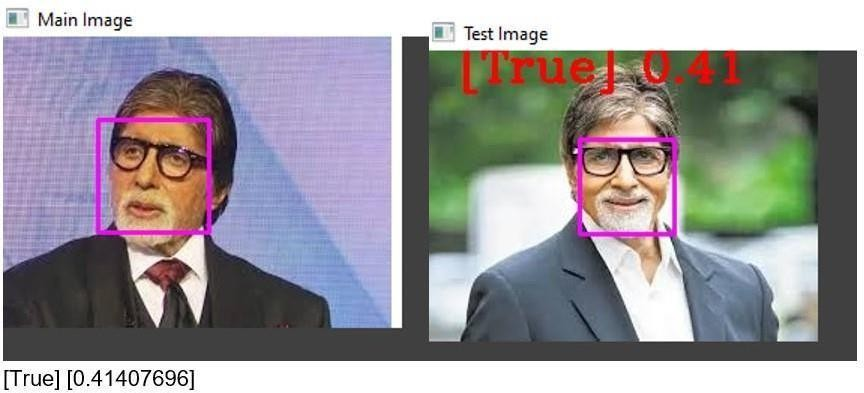 Main Image
Test Image
[True] 0.41
[True] [0.41407696]